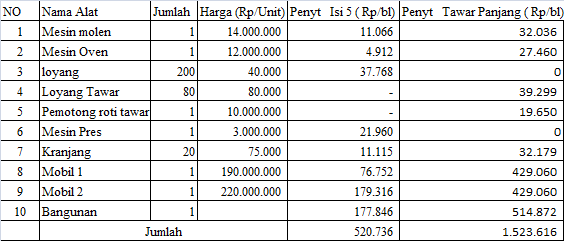 NO Nama Alat Jumlah Harga (Rp/Unit) Penyt Isi 5 ( Rp/bl) Penyt Tawar Panjang ( Rp/bl)
1 Mesin molen 1 14.000.000 11.066 32.036
2 Mesin Oven 1 12.000.000 4.912 27.460
3 loyang 200 40.000 37.768 0
4 Loyang Tawar 80 80.000 - 39.299
5 Pemotong roti tawar 1 10.000.000 - 19.650
6 Mesin Pres 1 3.000.000 21.960 0
7 Kranjang 20 75.000 11.115 32.179
8 Mobil 1 1 190.000.000 76.752 429.060
9 Mobil 2 1 220.000.000 179.316 429.060
10 Bangunan 1 177.846 514.872
Jumlah 520.736 1.523.616